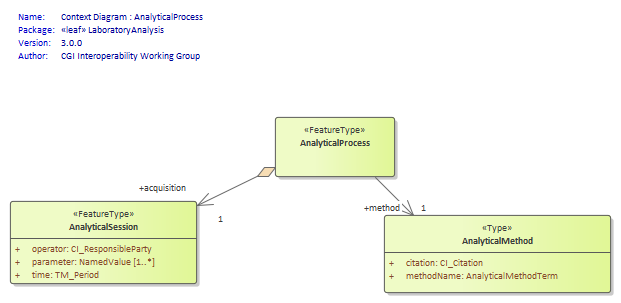 Name: Context Diagram : AnalyticalProcess
Package: «leaf» LaboratoryAnalysis
Version: 3.0.0
Author: CGI Interoperability Working Group
«FeatureType»
AnalyticalProcess
+acquisition
1
+method
1
«FeatureType»
AnalyticalSession
+ operator: CI_ResponsibleParty
+ parameter: NamedValue [1..*]
+ time: TM_Period
«Type»
AnalyticalMethod
+ citation: CI_Citation
+ methodName: AnalyticalMethodTerm